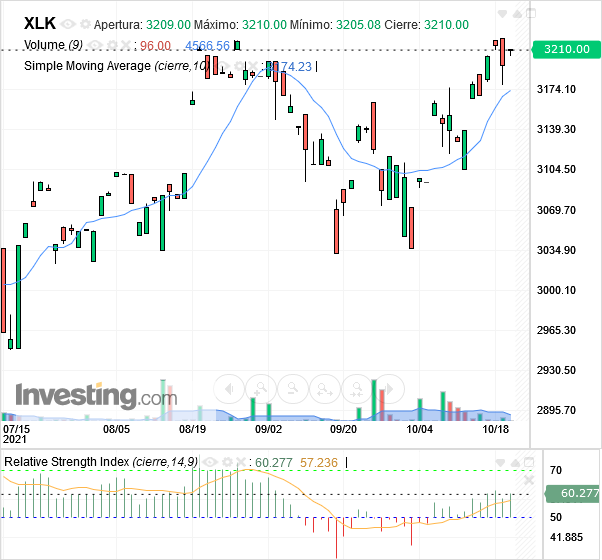 XLK Apertura: 3209.00 Máximo: 3210.00 Mínimo: 3205.08 Cierre: 3210.00
Volume (9) : 96.00 4566.56
3210.00
Simple Moving Average (cierre,10) 3174.23
3174.10
3139.30
3104.50
3069.70
3034.90
3000.10
2965.30
2930.50
Investing.com
2895.70
07/15 08/05 08/19 09/02 09/20 10/04 10/18
2021
Relative Strength Index (cierre,14,9) : 60.277 57.236
70
60.277
50
41.885